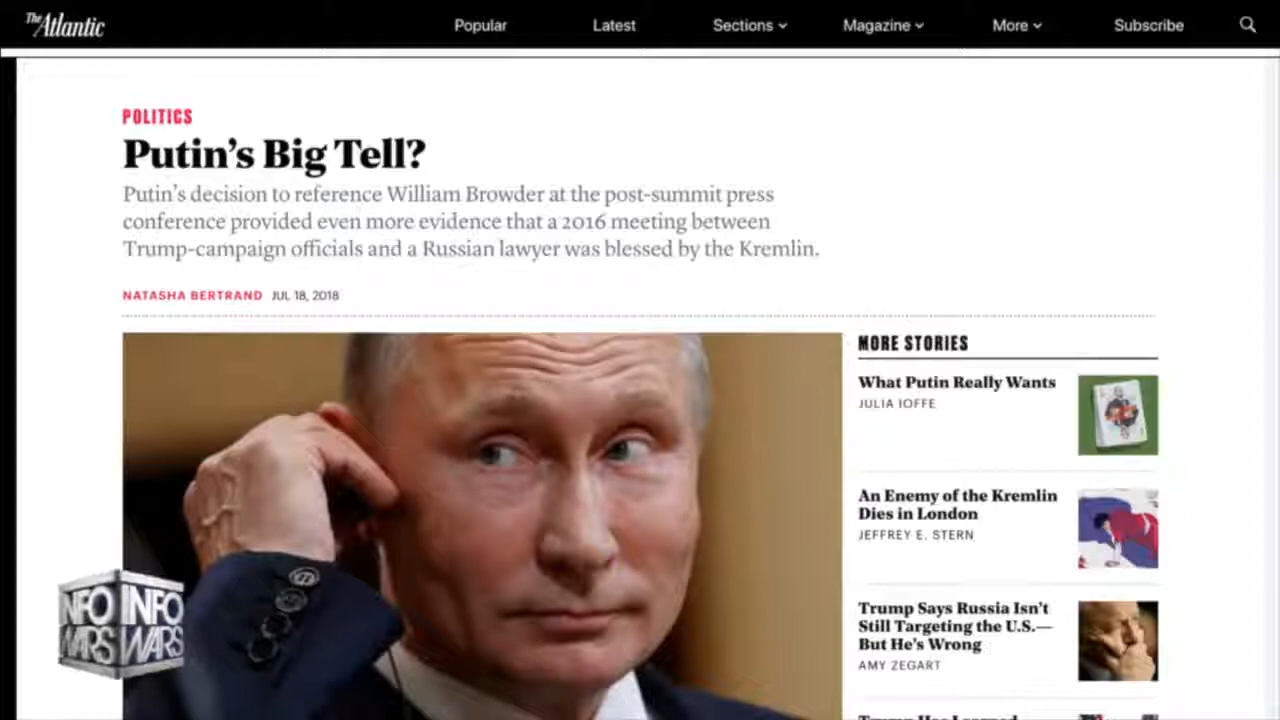 The Atlantic
Popular
Latest
Sections
Magazine
More
Subscribe
POLITICS
Putin's Big Tell?
Putin's decision to reference William Browder at the post-summit press
conference provided even more evidence that a 2016 meeting between
Trump-campaign officials and a Russian lawyer was blessed by the Kremlin.
NATASHA BERTRAND JUL 18, 2018
MORE STORIES
What Putin Really Wants
JULIA IOFFE
An Enemy of the Kremlin
Dies in London
JEFFREY E. STERN
Trump Says Russia Isn't
Still Targeting the U.S.—
But He's Wrong
AMY ZEGART
INFO
WARS
INFO
WARS